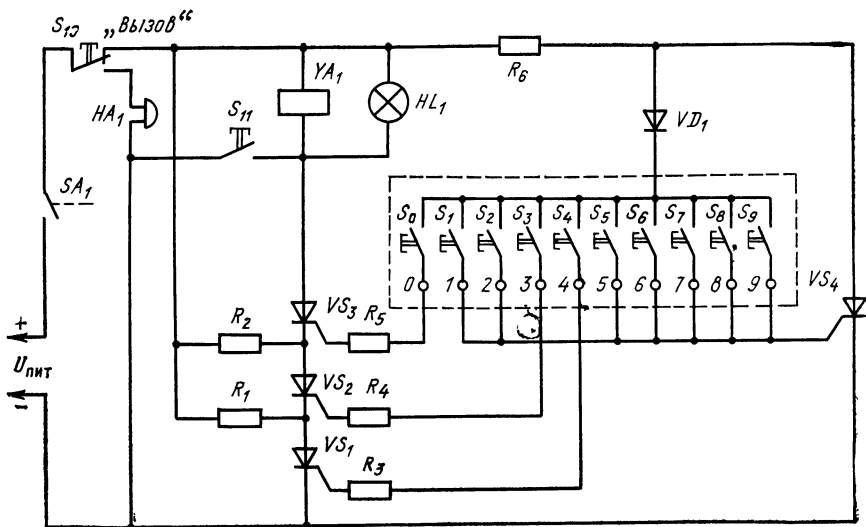 S₁₀ „Вызов“
HA₁
SA₁
+
Uпит
-
S₁₁
YA₁
HL₁
R₆
VD₁
S₀ S₁ S₂ S₃ S₄ S₅ S₆ S₇ S₈ S₉
0 1 2 3 4 5 6 7 8 9
VS₄
VS₃ R₅
R₂
VS₂ R₄
R₁
VS₁ R₃